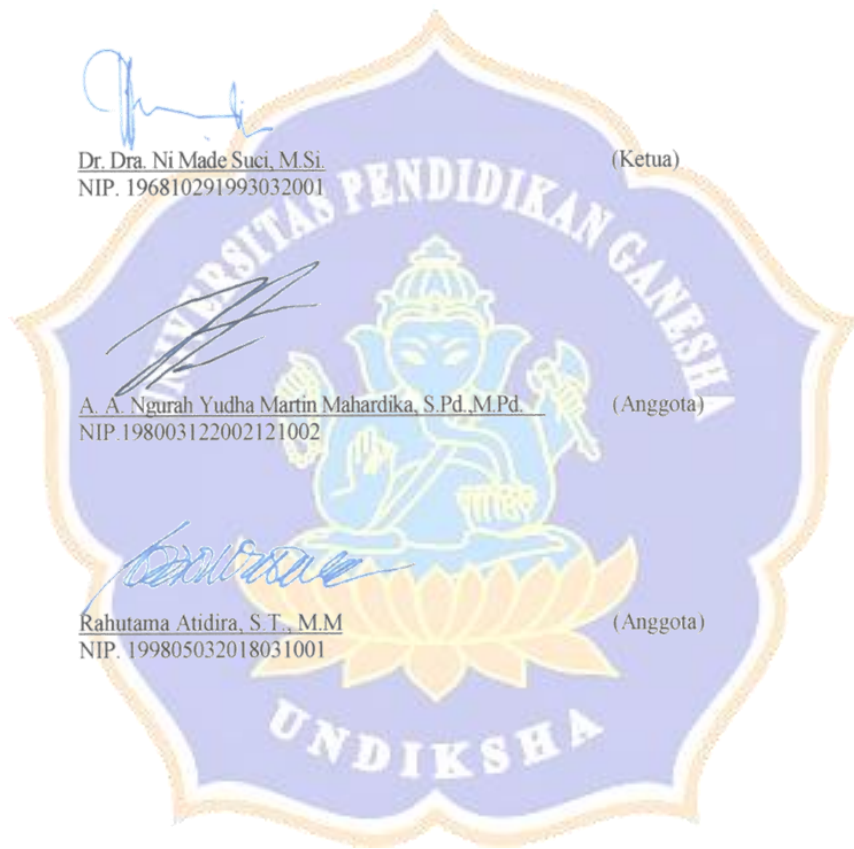 Dr. Dra. Ni Made Suci, M.Si. (Ketua)
NIP. 196810291993032001
UNIVERSITAS PENDIDIKAN GANESHA
A. A. Ngurah Yudha Martin Mahardika, S.Pd.,M.Pd. (Anggota)
NIP.198003122002121002
Rahutama Atidira, S.T., M.M (Anggota)
NIP. 199805032018031001
UNDIKSHA